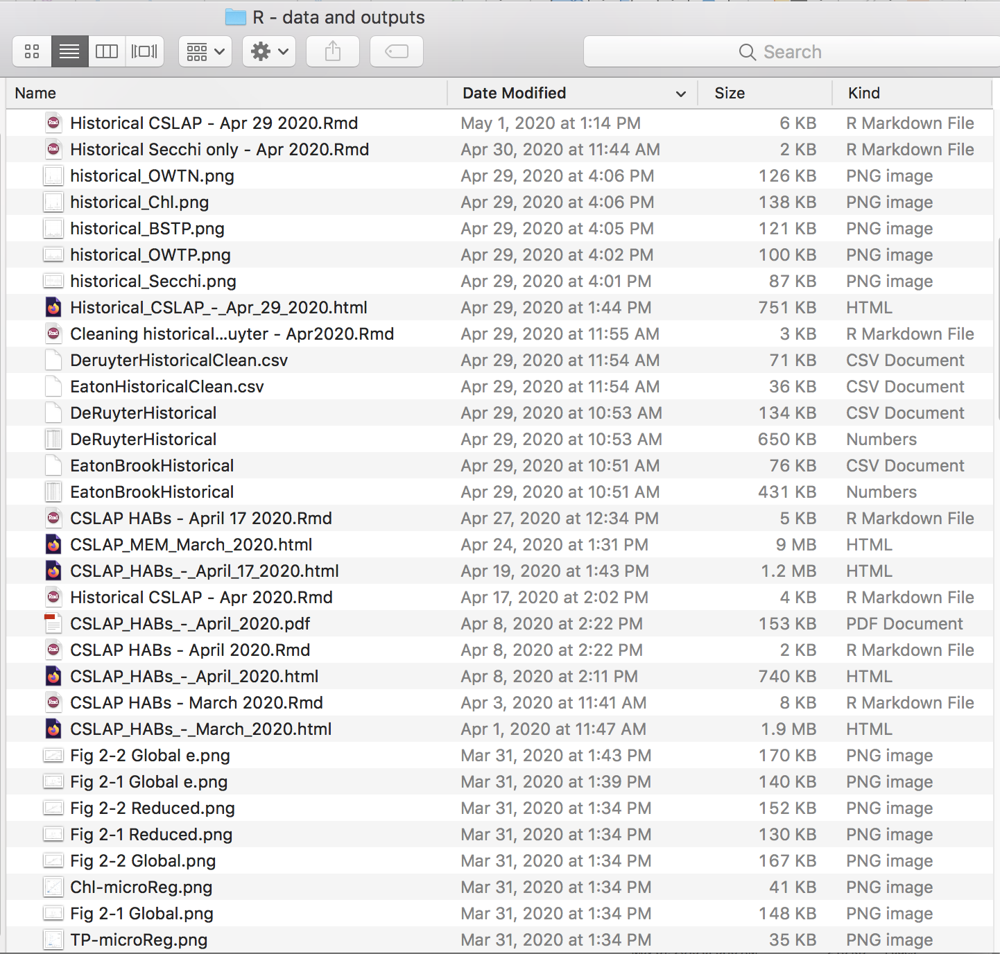 R - data and outputs
Search
Name Date Modified Size Kind
Historical CSLAP - Apr 29 2020.Rmd May 1, 2020 at 1:14 PM 6 KB R Markdown File
Historical Secchi only - Apr 2020.Rmd Apr 30, 2020 at 11:44 AM 2 KB R Markdown File
historical_OWTN.png Apr 29, 2020 at 4:06 PM 126 KB PNG image
historical_Chl.png Apr 29, 2020 at 4:06 PM 138 KB PNG image
historical_BSTP.png Apr 29, 2020 at 4:05 PM 121 KB PNG image
historical_OWTP.png Apr 29, 2020 at 4:02 PM 100 KB PNG image
historical_Secchi.png Apr 29, 2020 at 4:01 PM 87 KB PNG image
Historical_CSLAP_-_Apr_29_2020.html Apr 29, 2020 at 1:44 PM 751 KB HTML
Cleaning historical...uyter - Apr2020.Rmd Apr 29, 2020 at 11:55 AM 3 KB R Markdown File
DeruyterHistoricalClean.csv Apr 29, 2020 at 11:54 AM 71 KB CSV Document
EatonHistoricalClean.csv Apr 29, 2020 at 11:54 AM 36 KB CSV Document
DeRuyterHistorical Apr 29, 2020 at 10:53 AM 134 KB CSV Document
DeRuyterHistorical Apr 29, 2020 at 10:53 AM 650 KB Numbers
EatonBrookHistorical Apr 29, 2020 at 10:51 AM 76 KB CSV Document
EatonBrookHistorical Apr 29, 2020 at 10:51 AM 431 KB Numbers
CSLAP HABs - April 17 2020.Rmd Apr 27, 2020 at 12:34 PM 5 KB R Markdown File
CSLAP_MEM_March_2020.html Apr 24, 2020 at 1:31 PM 9 MB HTML
CSLAP_HABs_-_April_17_2020.html Apr 19, 2020 at 1:43 PM 1.2 MB HTML
Historical CSLAP - Apr 2020.Rmd Apr 17, 2020 at 2:02 PM 4 KB R Markdown File
CSLAP_HABs_-_April_2020.pdf Apr 8, 2020 at 2:22 PM 153 KB PDF Document
CSLAP HABs - April 2020.Rmd Apr 8, 2020 at 2:22 PM 2 KB R Markdown File
CSLAP_HABs_-_April_2020.html Apr 8, 2020 at 2:11 PM 740 KB HTML
CSLAP HABs - March 2020.Rmd Apr 3, 2020 at 11:41 AM 8 KB R Markdown File
CSLAP_HABs_-_March_2020.html Apr 1, 2020 at 11:47 AM 1.9 MB HTML
Fig 2-2 Global e.png Mar 31, 2020 at 1:43 PM 170 KB PNG image
Fig 2-1 Global e.png Mar 31, 2020 at 1:39 PM 140 KB PNG image
Fig 2-2 Reduced.png Mar 31, 2020 at 1:34 PM 152 KB PNG image
Fig 2-1 Reduced.png Mar 31, 2020 at 1:34 PM 130 KB PNG image
Fig 2-2 Global.png Mar 31, 2020 at 1:34 PM 167 KB PNG image
Chl-microReg.png Mar 31, 2020 at 1:34 PM 41 KB PNG image
Fig 2-1 Global.png Mar 31, 2020 at 1:34 PM 148 KB PNG image
TP-microReg.png Mar 31, 2020 at 1:34 PM 35 KB PNG image